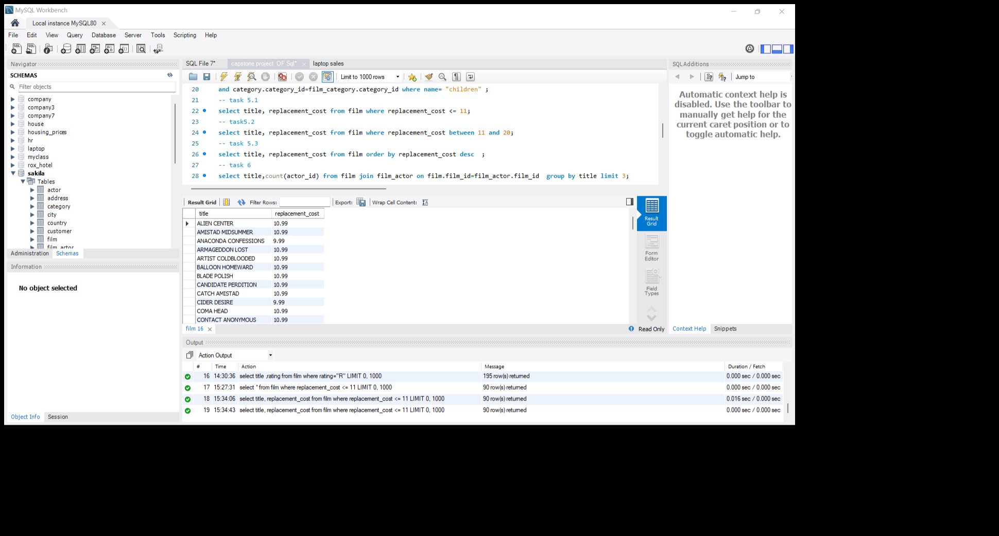 MySQL Workbench
Local instance MySQL80
File Edit View Query Database Server Tools Scripting Help
Navigator
SCHEMAS
Filter objects
company
company3
company7
house
housing_prices
hr
laptop
myclass
rox_hotel
sakila
Tables
actor
address
category
city
country
customer
film
film_actor
Administration Schemas
Information
No object selected
Object Info Session
SQL File 7* capstone project OF Sql* laptop sales
Limit to 1000 rows
20 and category.category_id=film_category.category_id where name= "children" ;
21 -- task 5.1
22 select title, replacement_cost from film where replacement_cost <= 11;
23 -- task5.2
24 select title, replacement_cost from film where replacement_cost between 11 and 20;
25 -- task 5.3
26 select title, replacement_cost from film order by replacement_cost desc ;
27 -- task 6
28 select title,count(actor_id) from film join film_actor on film.film_id=film_actor.film_id group by title limit 3;
Result Grid Filter Rows: Export: Wrap Cell Content:
title replacement_cost
ALIEN CENTER 10.99
AMISTAD MIDSUMMER 10.99
ANACONDA CONFESSIONS 9.99
ARMAGEDDON LOST 10.99
ARTIST COLDBLOODED 10.99
BALLOON HOMEWARD 10.99
BLADE POLISH 10.99
CANDIDATE PERDITION 10.99
CATCH AMISTAD 10.99
CIDER DESIRE 9.99
COMA HEAD 10.99
CONTACT ANONYMOUS 10.99
Result
Grid
Form
Editor
Field
Types
film 16
Read Only
SQLAdditions
Jump to
Automatic context help is
disabled. Use the toolbar to
manually get help for the
current caret position or to
toggle automatic help.
Context Help Snippets
Output
Action Output
# Time Action Message Duration / Fetch
16 14:30:36 select title ,rating from film where rating="R" LIMIT 0, 1000 195 row(s) returned 0.000 sec / 0.000 sec
17 15:27:31 select * from film where replacement_cost <= 11 LIMIT 0, 1000 90 row(s) returned 0.000 sec / 0.000 sec
18 15:34:06 select title, replacement_cost from film where replacement_cost <= 11 LIMIT 0, 1000 90 row(s) returned 0.016 sec / 0.000 sec
19 15:34:43 select title, replacement_cost from film where replacement_cost <= 11 LIMIT 0, 1000 90 row(s) returned 0.000 sec / 0.000 sec